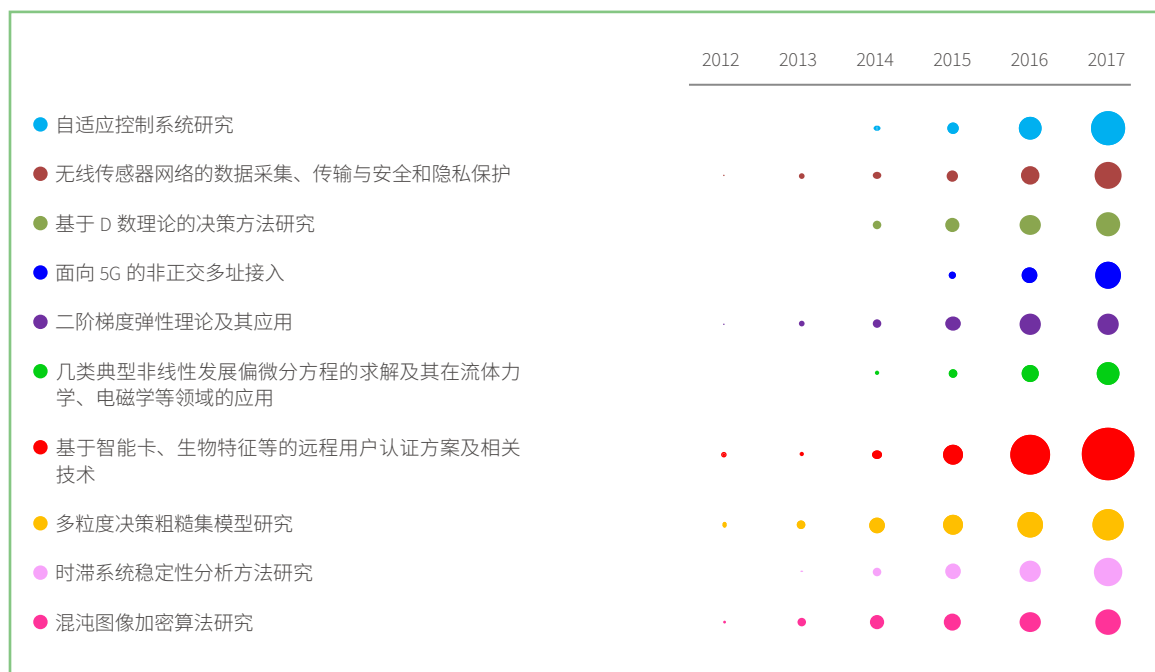 2012 2013 2014 2015 2016 2017
自适应控制系统研究
无线传感器网络的数据采集、传输与安全和隐私保护
基于 D 数理论的决策方法研究
面向 5G 的非正交多址接入
二阶梯度弹性理论及其应用
几类典型非线性发展偏微分方程的求解及其在流体力
学、电磁学等领域的应用
基于智能卡、生物特征等的远程用户认证方案及相关
技术
多粒度决策粗糙集模型研究
时滞系统稳定性分析方法研究
混沌图像加密算法研究